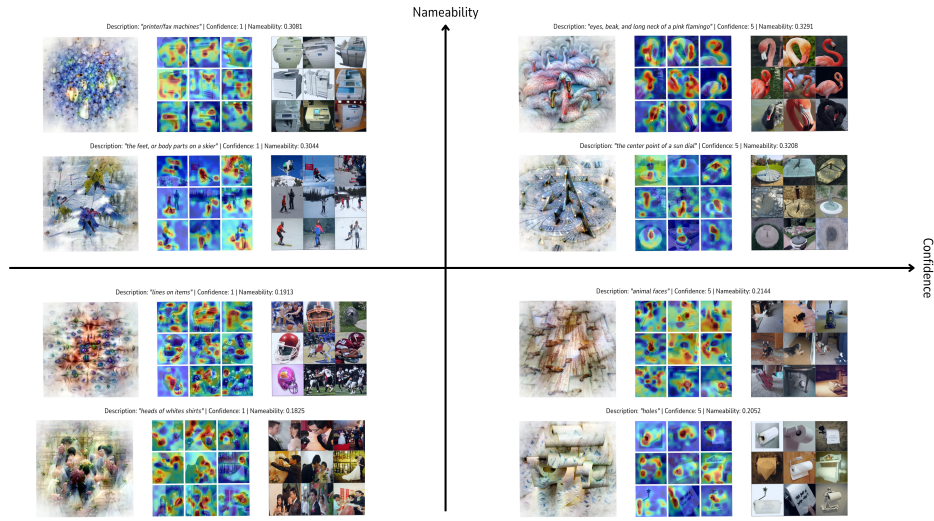 Nameability
Description: "printer/fax machines" | Confidence: 1 | Nameability: 0.3081
Description: "eyes, beak, and long neck of a pink flamingo" | Confidence: 5 | Nameability: 0.3291
Description: "the feet, or body parts on a skier" | Confidence: 1 | Nameability: 0.3044
Description: "the center point of a sun dial" | Confidence: 5 | Nameability: 0.3208
Confidence
Description: "lines on items" | Confidence: 1 | Nameability: 0.1913
Description: "animal faces" | Confidence: 5 | Nameability: 0.2144
Description: "heads of whites shirts" | Confidence: 1 | Nameability: 0.1825
Description: "holes" | Confidence: 5 | Nameability: 0.2052